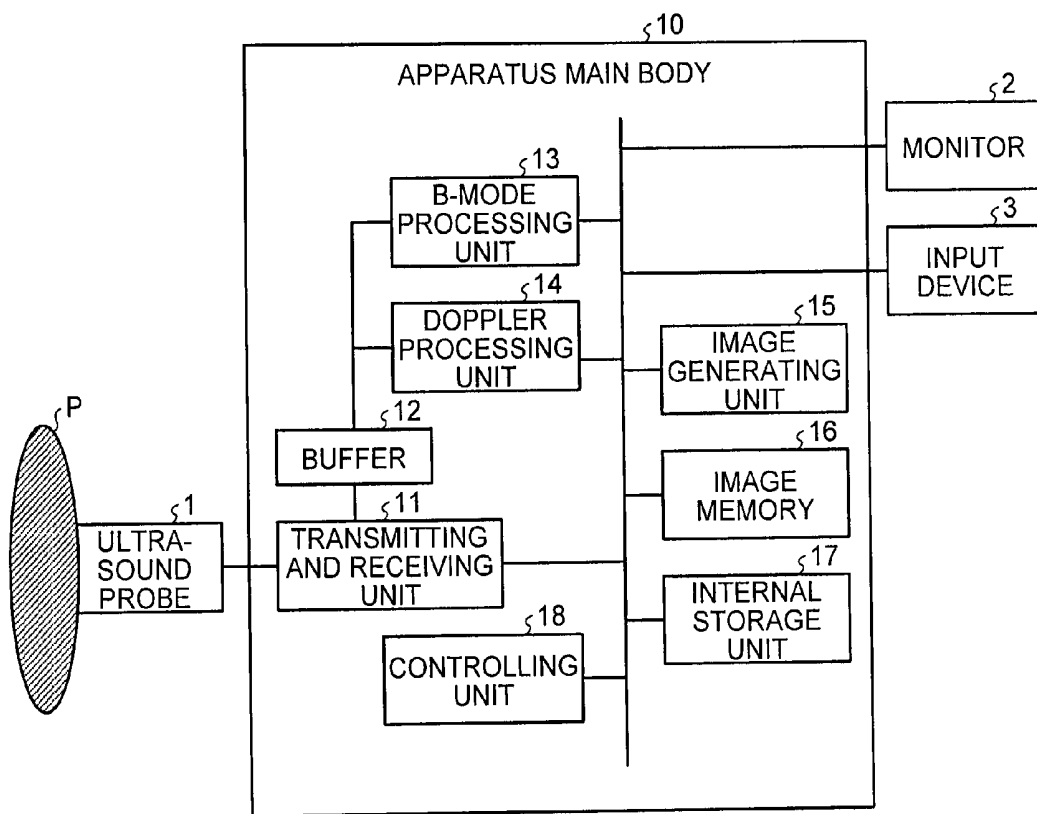 10
APPARATUS MAIN BODY
2
MONITOR
13
B-MODE
PROCESSING
UNIT
3
INPUT
DEVICE
14
DOPPLER
PROCESSING
UNIT
15
IMAGE
GENERATING
UNIT
P
12
BUFFER
16
IMAGE
MEMORY
1
ULTRA-
SOUND
PROBE
11
TRANSMITTING
AND RECEIVING
UNIT
17
INTERNAL
STORAGE
UNIT
18
CONTROLLING
UNIT